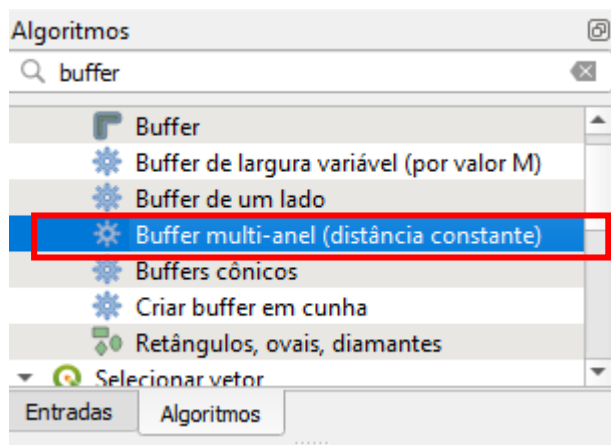 Algoritmos
buffer
Buffer
Buffer de largura variável (por valor M)
Buffer de um lado
Buffer multi-anel (distância constante)
Buffers cônicos
Criar buffer em cunha
Retângulos, ovais, diamantes
Selecionar vetor
Entradas Algoritmos